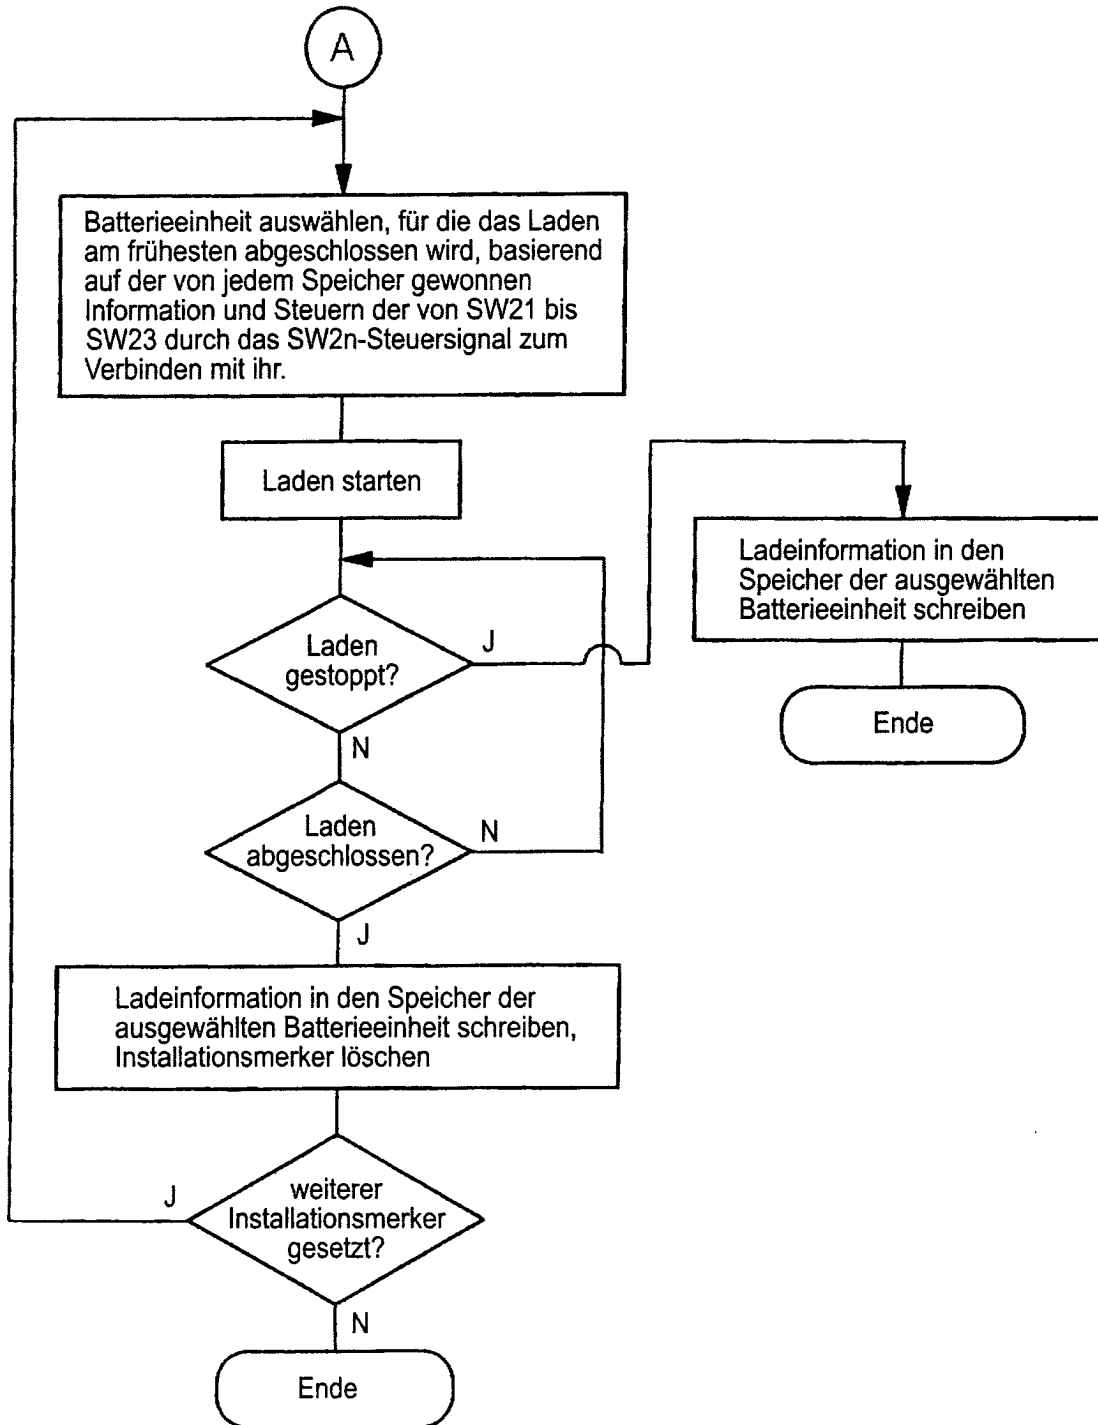 A
Batterieeinheit auswählen, für die das Laden
am frühesten abgeschlossen wird, basierend
auf der von jedem Speicher gewonnen
Information und Steuern der von SW21 bis
SW23 durch das SW2n-Steuersignal zum
Verbinden mit ihr.
Laden starten
Laden
gestoppt?
J
N
Ladeinformation in den
Speicher der ausgewählten
Batterieeinheit schreiben
Ende
Laden
abgeschlossen?
N
J
Ladeinformation in den Speicher der
ausgewählten Batterieeinheit schreiben,
Installationsmerker löschen
J
weiterer
Installationsmerker
gesetzt?
N
Ende